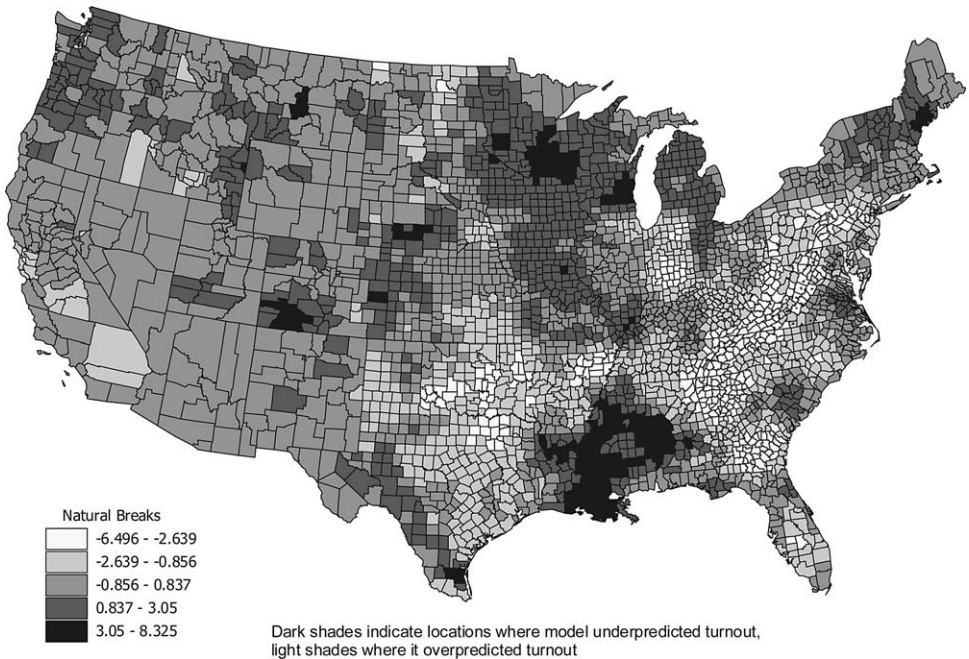 Natural Breaks
-6.496 - -2.639
-2.639 - -0.856
-0.856 - 0.837
0.837 - 3.05
3.05 - 8.325
Dark shades indicate locations where model underpredicted turnout,
light shades where it overpredicted turnout